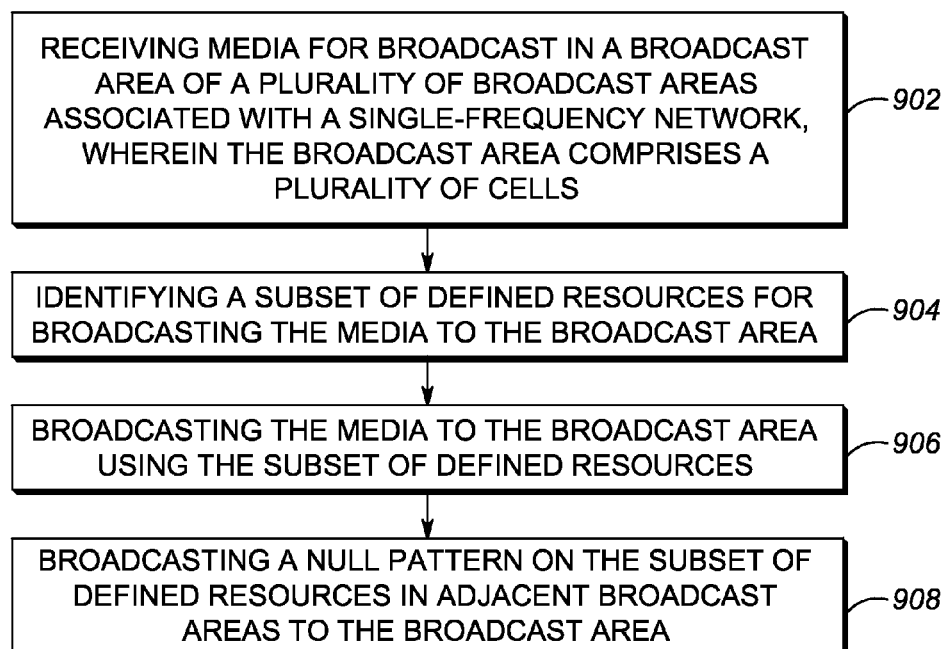 RECEIVING MEDIA FOR BROADCAST IN A BROADCAST
AREA OF A PLURALITY OF BROADCAST AREAS
ASSOCIATED WITH A SINGLE-FREQUENCY NETWORK,
WHEREIN THE BROADCAST AREA COMPRISES A
PLURALITY OF CELLS
902
IDENTIFYING A SUBSET OF DEFINED RESOURCES FOR
BROADCASTING THE MEDIA TO THE BROADCAST AREA
904
BROADCASTING THE MEDIA TO THE BROADCAST AREA
USING THE SUBSET OF DEFINED RESOURCES
906
BROADCASTING A NULL PATTERN ON THE SUBSET OF
DEFINED RESOURCES IN ADJACENT BROADCAST
AREAS TO THE BROADCAST AREA
908